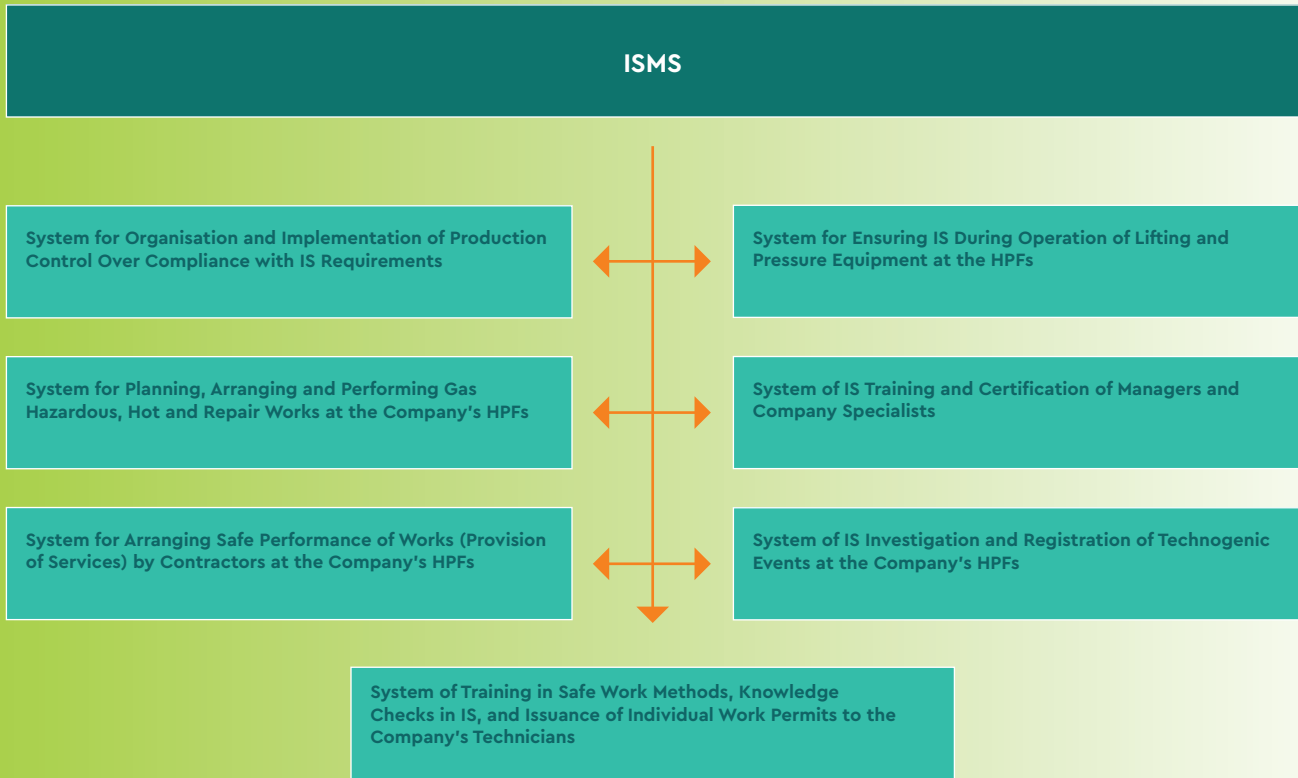 ISMS
System for Organisation and Implementation of Production
Control Over Compliance with IS Requirements
System for Ensuring IS During Operation of Lifting and
Pressure Equipment at the HPFs
System for Planning, Arranging and Performing Gas
Hazardous, Hot and Repair Works at the Company's HPFs
System of IS Training and Certification of Managers and
Company Specialists
System for Arranging Safe Performance of Works (Provision
of Services) by Contractors at the Company's HPFs
System of IS Investigation and Registration of Technogenic
Events at the Company's HPFs
System of Training in Safe Work Methods, Knowledge
Checks in IS, and Issuance of Individual Work Permits to the
Company's Technicians